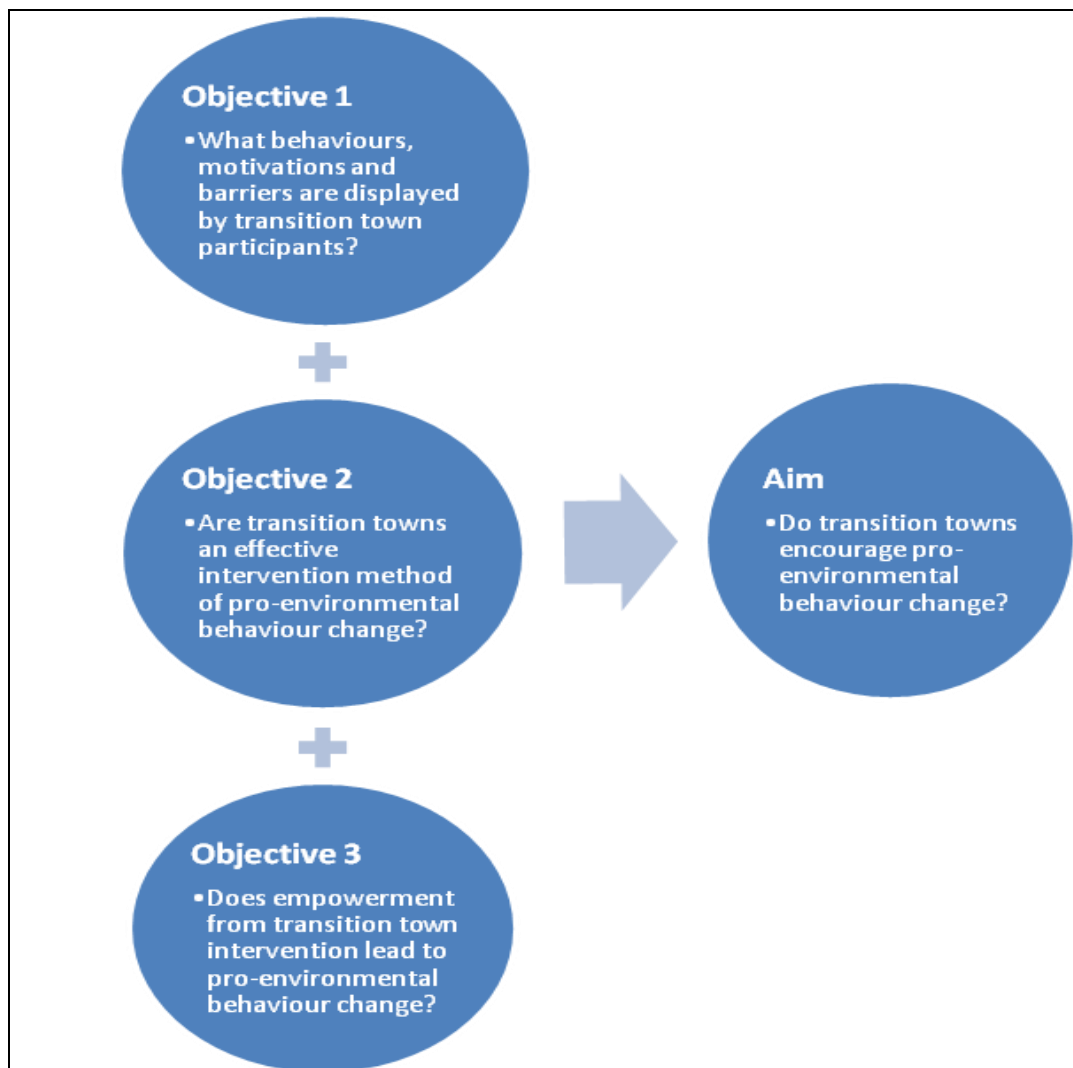 Objective 1
•What behaviours,
motivations and
barriers are displayed
by transition town
participants?
Objective 2
•Are transition towns
an effective
intervention method
of pro-environmental
behaviour change?
Objective 3
•Does empowerment
from transition town
intervention lead to
pro-environmental
behaviour change?
Aim
•Do transition towns
encourage pro-
environmental
behaviour change?